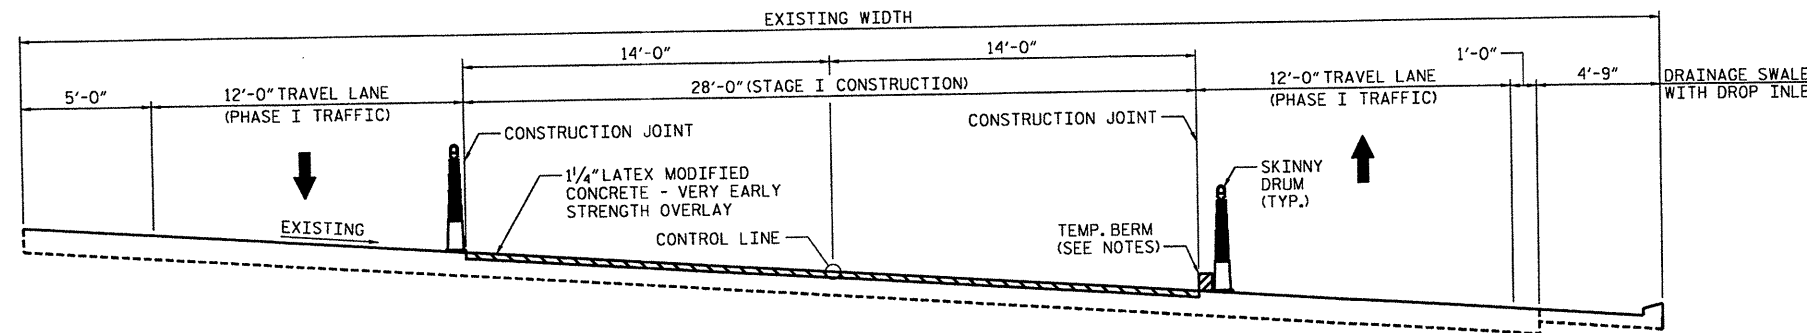 EXISTING WIDTH
14'-0"
14'-0"
1'-0"
5'-0"
12'-0" TRAVEL LANE
(PHASE I TRAFFIC)
28'-0" (STAGE I CONSTRUCTION)
12'-0" TRAVEL LANE
(PHASE I TRAFFIC)
4'-9"
DRAINAGE SWALE
WITH DROP INLE
CONSTRUCTION JOINT
CONSTRUCTION JOINT
1 1/4" LATEX MODIFIED
CONCRETE - VERY EARLY
STRENGTH OVERLAY
SKINNY
DRUM
(TYP.)
EXISTING
CONTROL LINE
TEMP. BERM
(SEE NOTES)